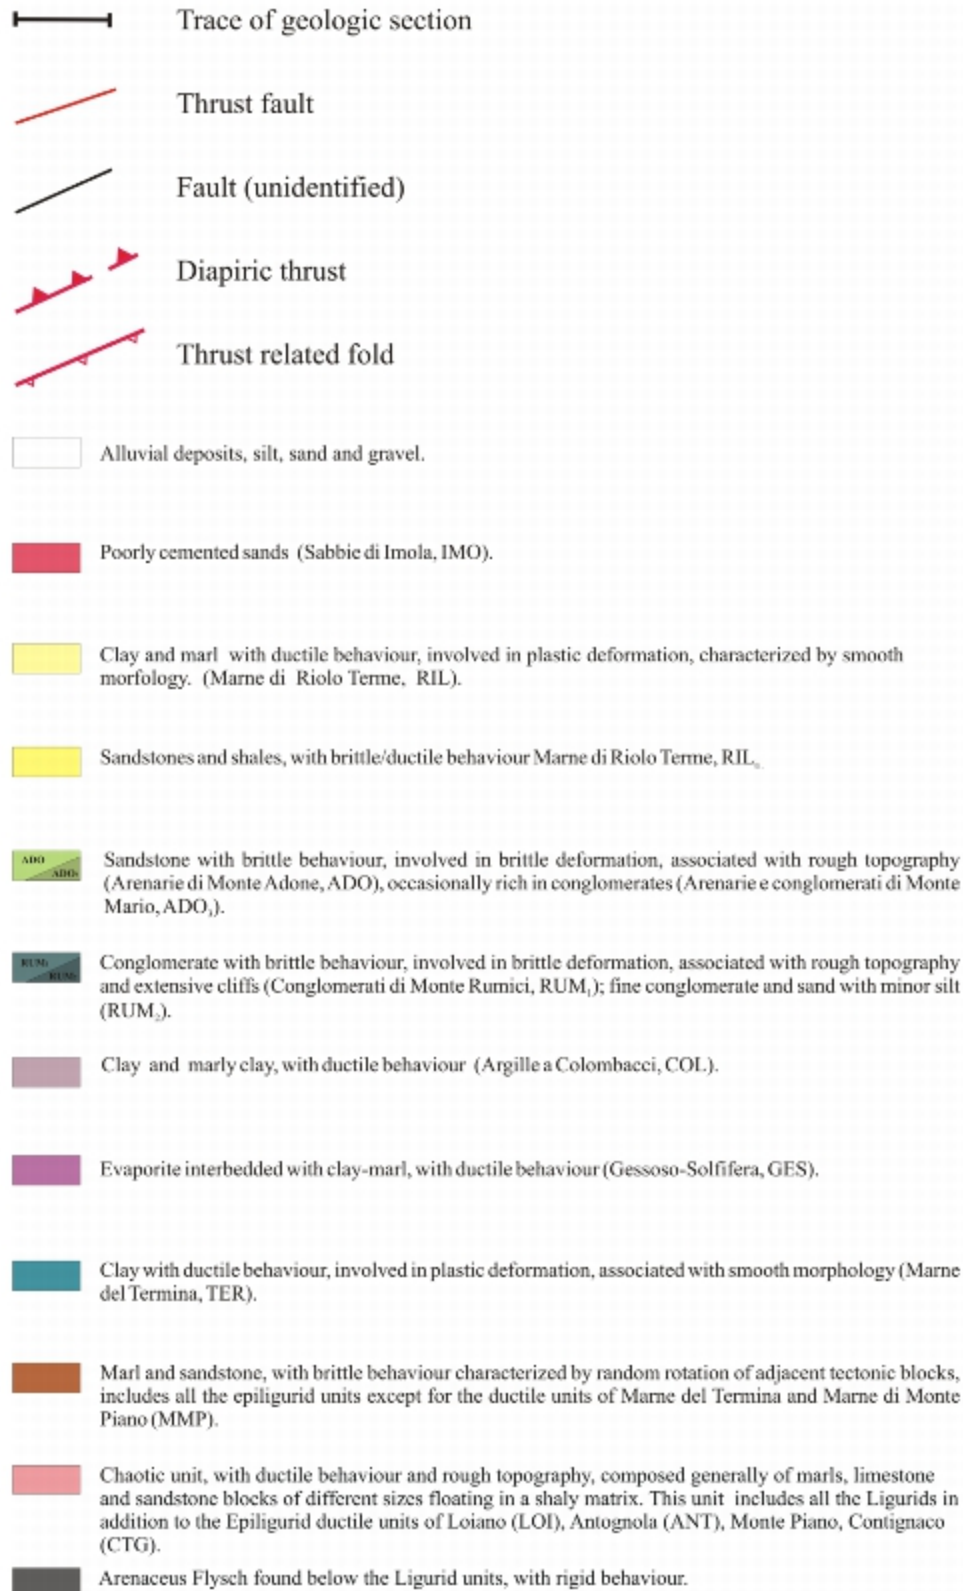 Trace of geologic section
Thrust fault
Fault (unidentified)
Diapiric thrust
Thrust related fold
Alluvial deposits, silt, sand and gravel.
Poorly cemented sands (Sabbie di Imola, IMO).
Clay and marl with ductile behaviour, involved in plastic deformation, characterized by smooth
morfology. (Marne di Riolo Terme, RIL).
Sandstones and shales, with brittle/ductile behaviour Marne di Riolo Terme, RIL
ADO
ADO
Sandstone with brittle behaviour, involved in brittle deformation, associated with rough topography
(Arenarie di Monte Adone, ADO), occasionally rich in conglomerates (Arenarie e conglomerati di Monte
Mario, ADO₃).
RUM
RUM
Conglomerate with brittle behaviour, involved in brittle deformation, associated with rough topography
and extensive cliffs (Conglomerati di Monte Rumici, RUM₁); fine conglomerate and sand with minor silt
(RUM₂).
Clay and marly clay, with ductile behaviour (Argille a Colombacci, COL).
Evaporite interbedded with clay-marl, with ductile behaviour (Gessoso-Solfifera, GES).
Clay with ductile behaviour, involved in plastic deformation, associated with smooth morphology (Marne
del Termina, TER).
Marl and sandstone, with brittle behaviour characterized by random rotation of adjacent tectonic blocks,
includes all the epiligurid units except for the ductile units of Marne del Termina and Marne di Monte
Piano (MMP).
Chaotic unit, with ductile behaviour and rough topography, composed generally of marls, limestone
and sandstone blocks of different sizes floating in a shaly matrix. This unit includes all the Ligurids in
addition to the Epiligurid ductile units of Loiano (LOI), Antognola (ANT), Monte Piano, Contignaco
(CTG).
Arenaceus Flysch found below the Ligurid units, with rigid behaviour.